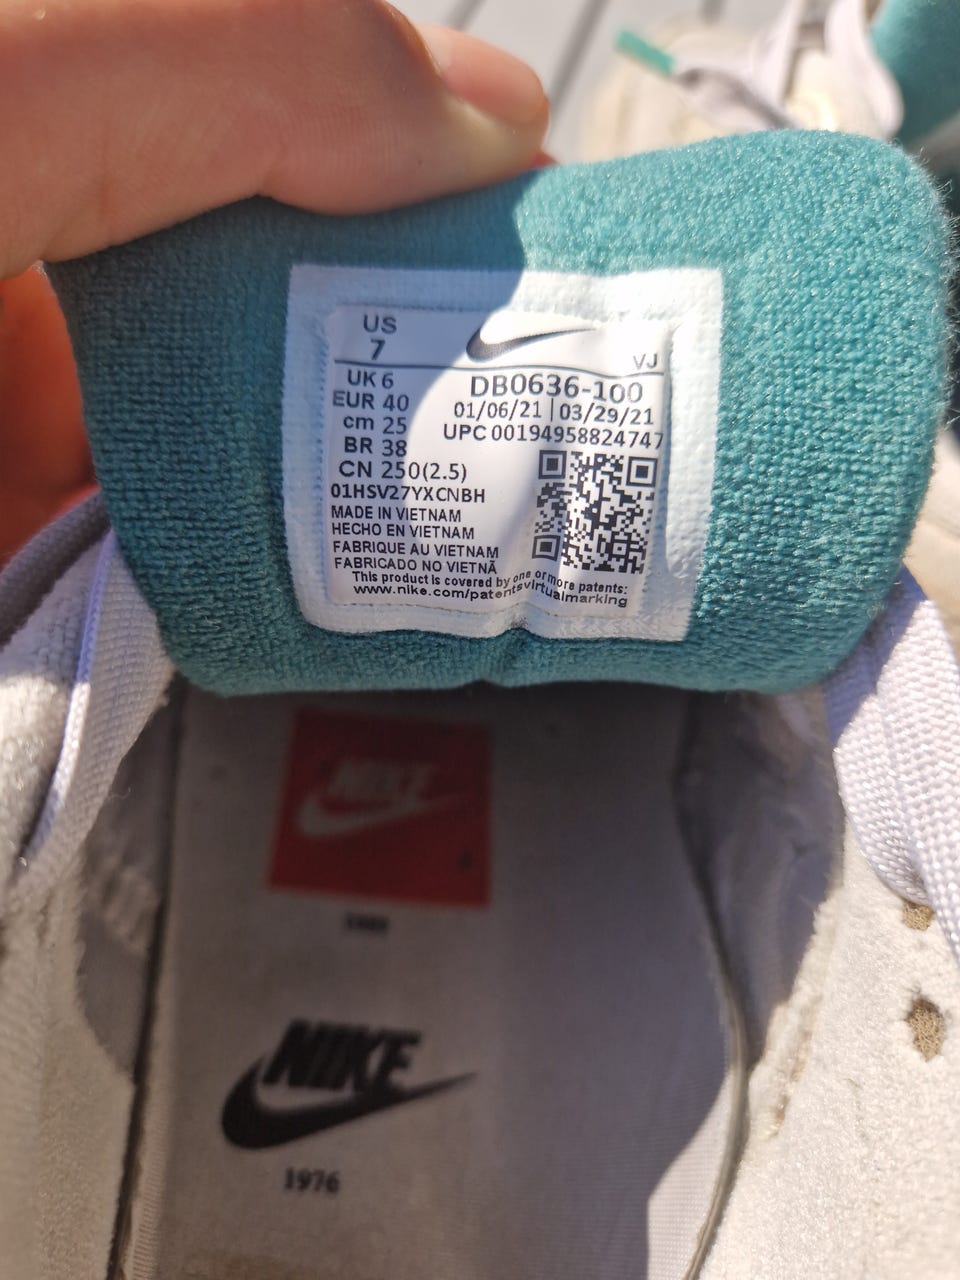 US
7
VJ
UK 6
EUR 40
cm 25
BR 38
CN 250(2.5)
DB0636-100
01/06/21 | 03/29/21
UPC 00194958824747
01HSV27YXCNBH
MADE IN VIETNAM
HECHO EN VIETNAM
FABRIQUE AU VIETNAM
FABRICADO NO VIETNÃ
This product is covered by one or more patents:
www.nike.com/patentsvirtualmarking
NIKE
NIKE
1976